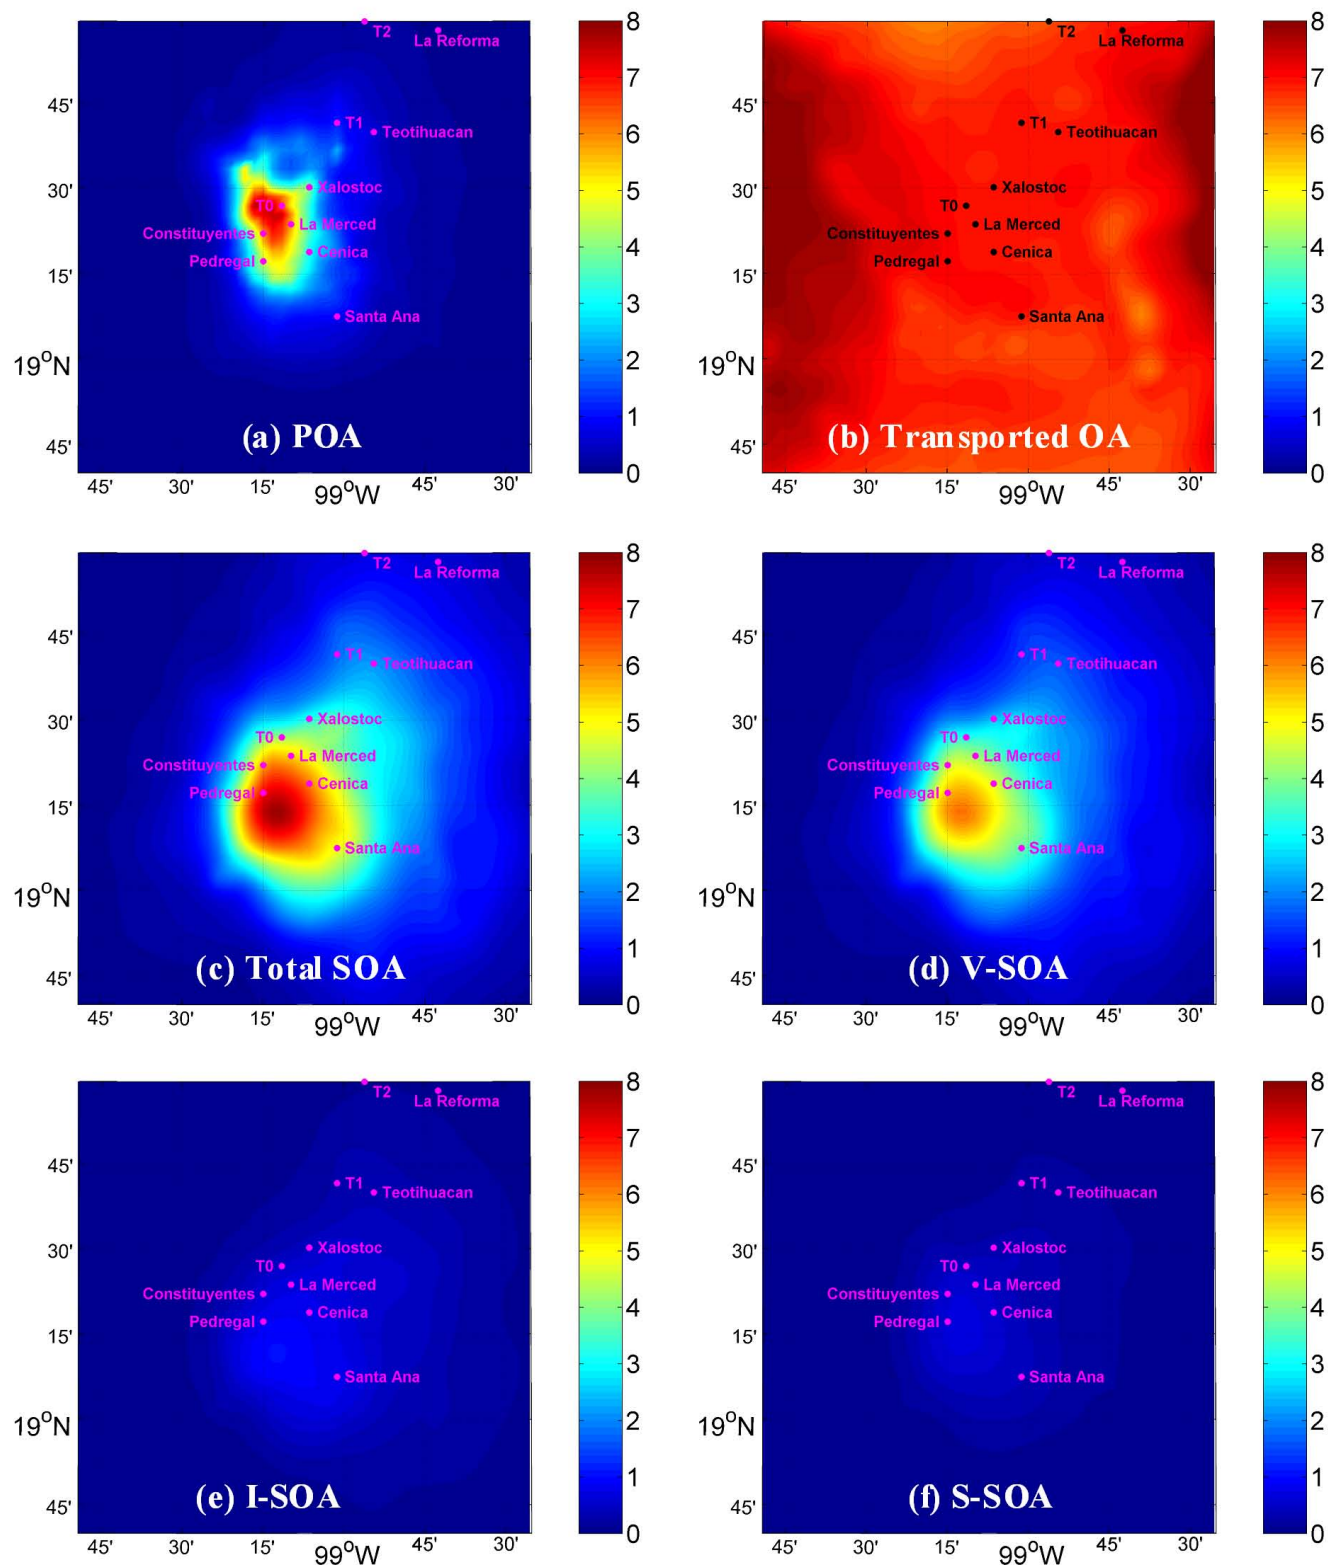 8
7
6
5
4
3
2
1
0
T2
La Reforma
T1
Teotihuacan
Xalostoc
T0
La Merced
Constituyentes
Cenica
Pedregal
Santa Ana
45'
30'
15'
19°N
45'
(a) POA
45' 30' 15' 99°W 45' 30'
8
7
6
5
4
3
2
1
0
T2
La Reforma
T1
Teotihuacan
Xalostoc
T0
La Merced
Constituyentes
Cenica
Pedregal
Santa Ana
45'
30'
15'
19°N
45'
(b) Transported OA
45' 30' 15' 99°W 45' 30'
8
7
6
5
4
3
2
1
0
T2
La Reforma
T1
Teotihuacan
Xalostoc
T0
La Merced
Constituyentes
Cenica
Pedregal
Santa Ana
45'
30'
15'
19°N
45'
(c) Total SOA
45' 30' 15' 99°W 45' 30'
8
7
6
5
4
3
2
1
0
T2
La Reforma
T1
Teotihuacan
Xalostoc
T0
La Merced
Constituyentes
Cenica
Pedregal
Santa Ana
45'
30'
15'
19°N
45'
(d) V-SOA
45' 30' 15' 99°W 45' 30'
8
7
6
5
4
3
2
1
0
T2
La Reforma
T1
Teotihuacan
Xalostoc
T0
La Merced
Constituyentes
Cenica
Pedregal
Santa Ana
45'
30'
15'
19°N
45'
(e) I-SOA
45' 30' 15' 99°W 45' 30'
8
7
6
5
4
3
2
1
0
T2
La Reforma
T1
Teotihuacan
Xalostoc
T0
La Merced
Constituyentes
Cenica
Pedregal
Santa Ana
45'
30'
15'
19°N
45'
(f) S-SOA
45' 30' 15' 99°W 45' 30'